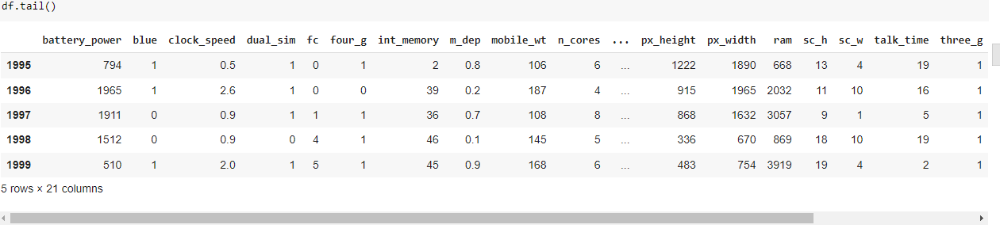 df.tail()
battery_power blue clock_speed dual_sim fc four_g int_memory m_dep mobile_wt n_cores ... px_height px_width ram sc_h sc_w talk_time three_g
1995 794 1 0.5 1 0 1 2 0.8 106 6 ... 1222 1890 668 13 4 19 1
1996 1965 1 2.6 1 0 0 39 0.2 187 4 ... 915 1965 2032 11 10 16 1
1997 1911 0 0.9 1 1 1 36 0.7 108 8 ... 868 1632 3057 9 1 5 1
1998 1512 0 0.9 0 4 1 46 0.1 145 5 ... 336 670 869 18 10 19 1
1999 510 1 2.0 1 5 1 45 0.9 168 6 ... 483 754 3919 19 4 2 1
5 rows × 21 columns